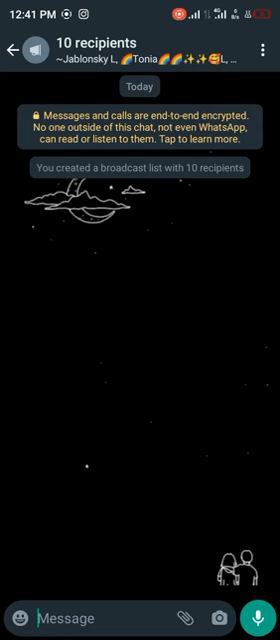 12:41 PM
4G
0
B/s
10 recipients
~Jablonsky L, 🌈Tonia🌈🌈✨✨🥰L, ...
Today
🔒 Messages and calls are end-to-end encrypted.
No one outside of this chat, not even WhatsApp,
can read or listen to them. Tap to learn more.
You created a broadcast list with 10 recipients
Message